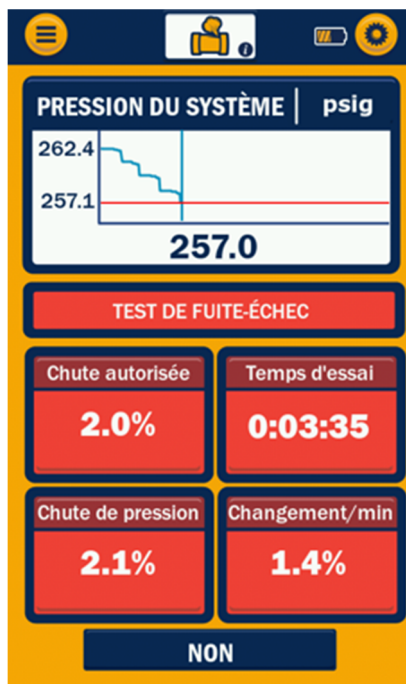 i
PRESSION DU SYSTÈME | psig
262.4
257.1
257.0
TEST DE FUITE-ÉCHEC
Chute autorisée
2.0%
Temps d'essai
0:03:35
Chute de pression
2.1%
Changement/min
1.4%
NON